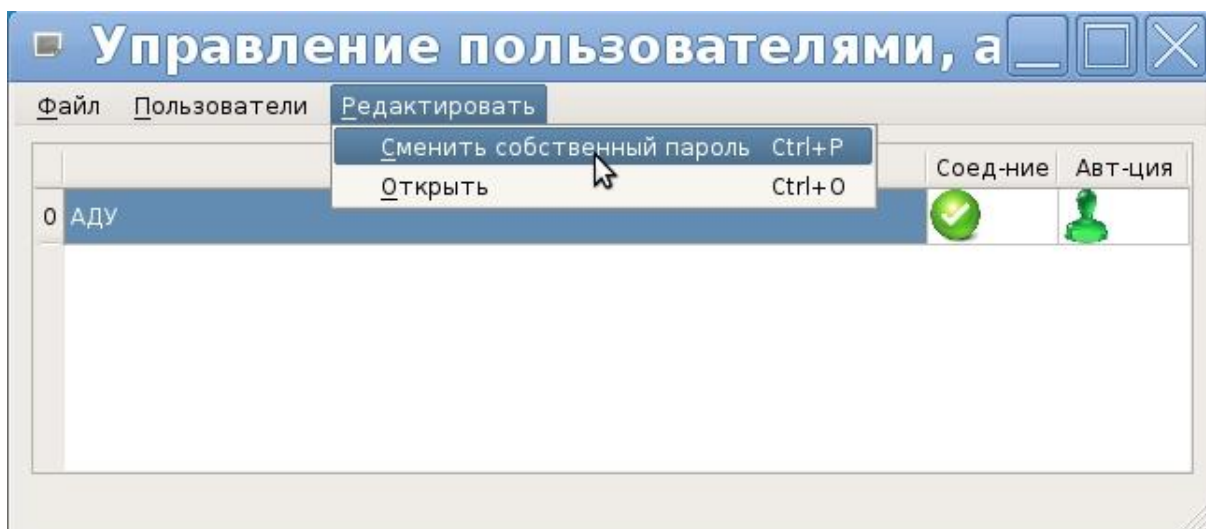 Управление пользователями, а
Файл Пользователи Редактировать
Сменить собственный пароль Ctrl+P
Открыть Ctrl+O
Соед-ние Авт-ция
0 АДУ